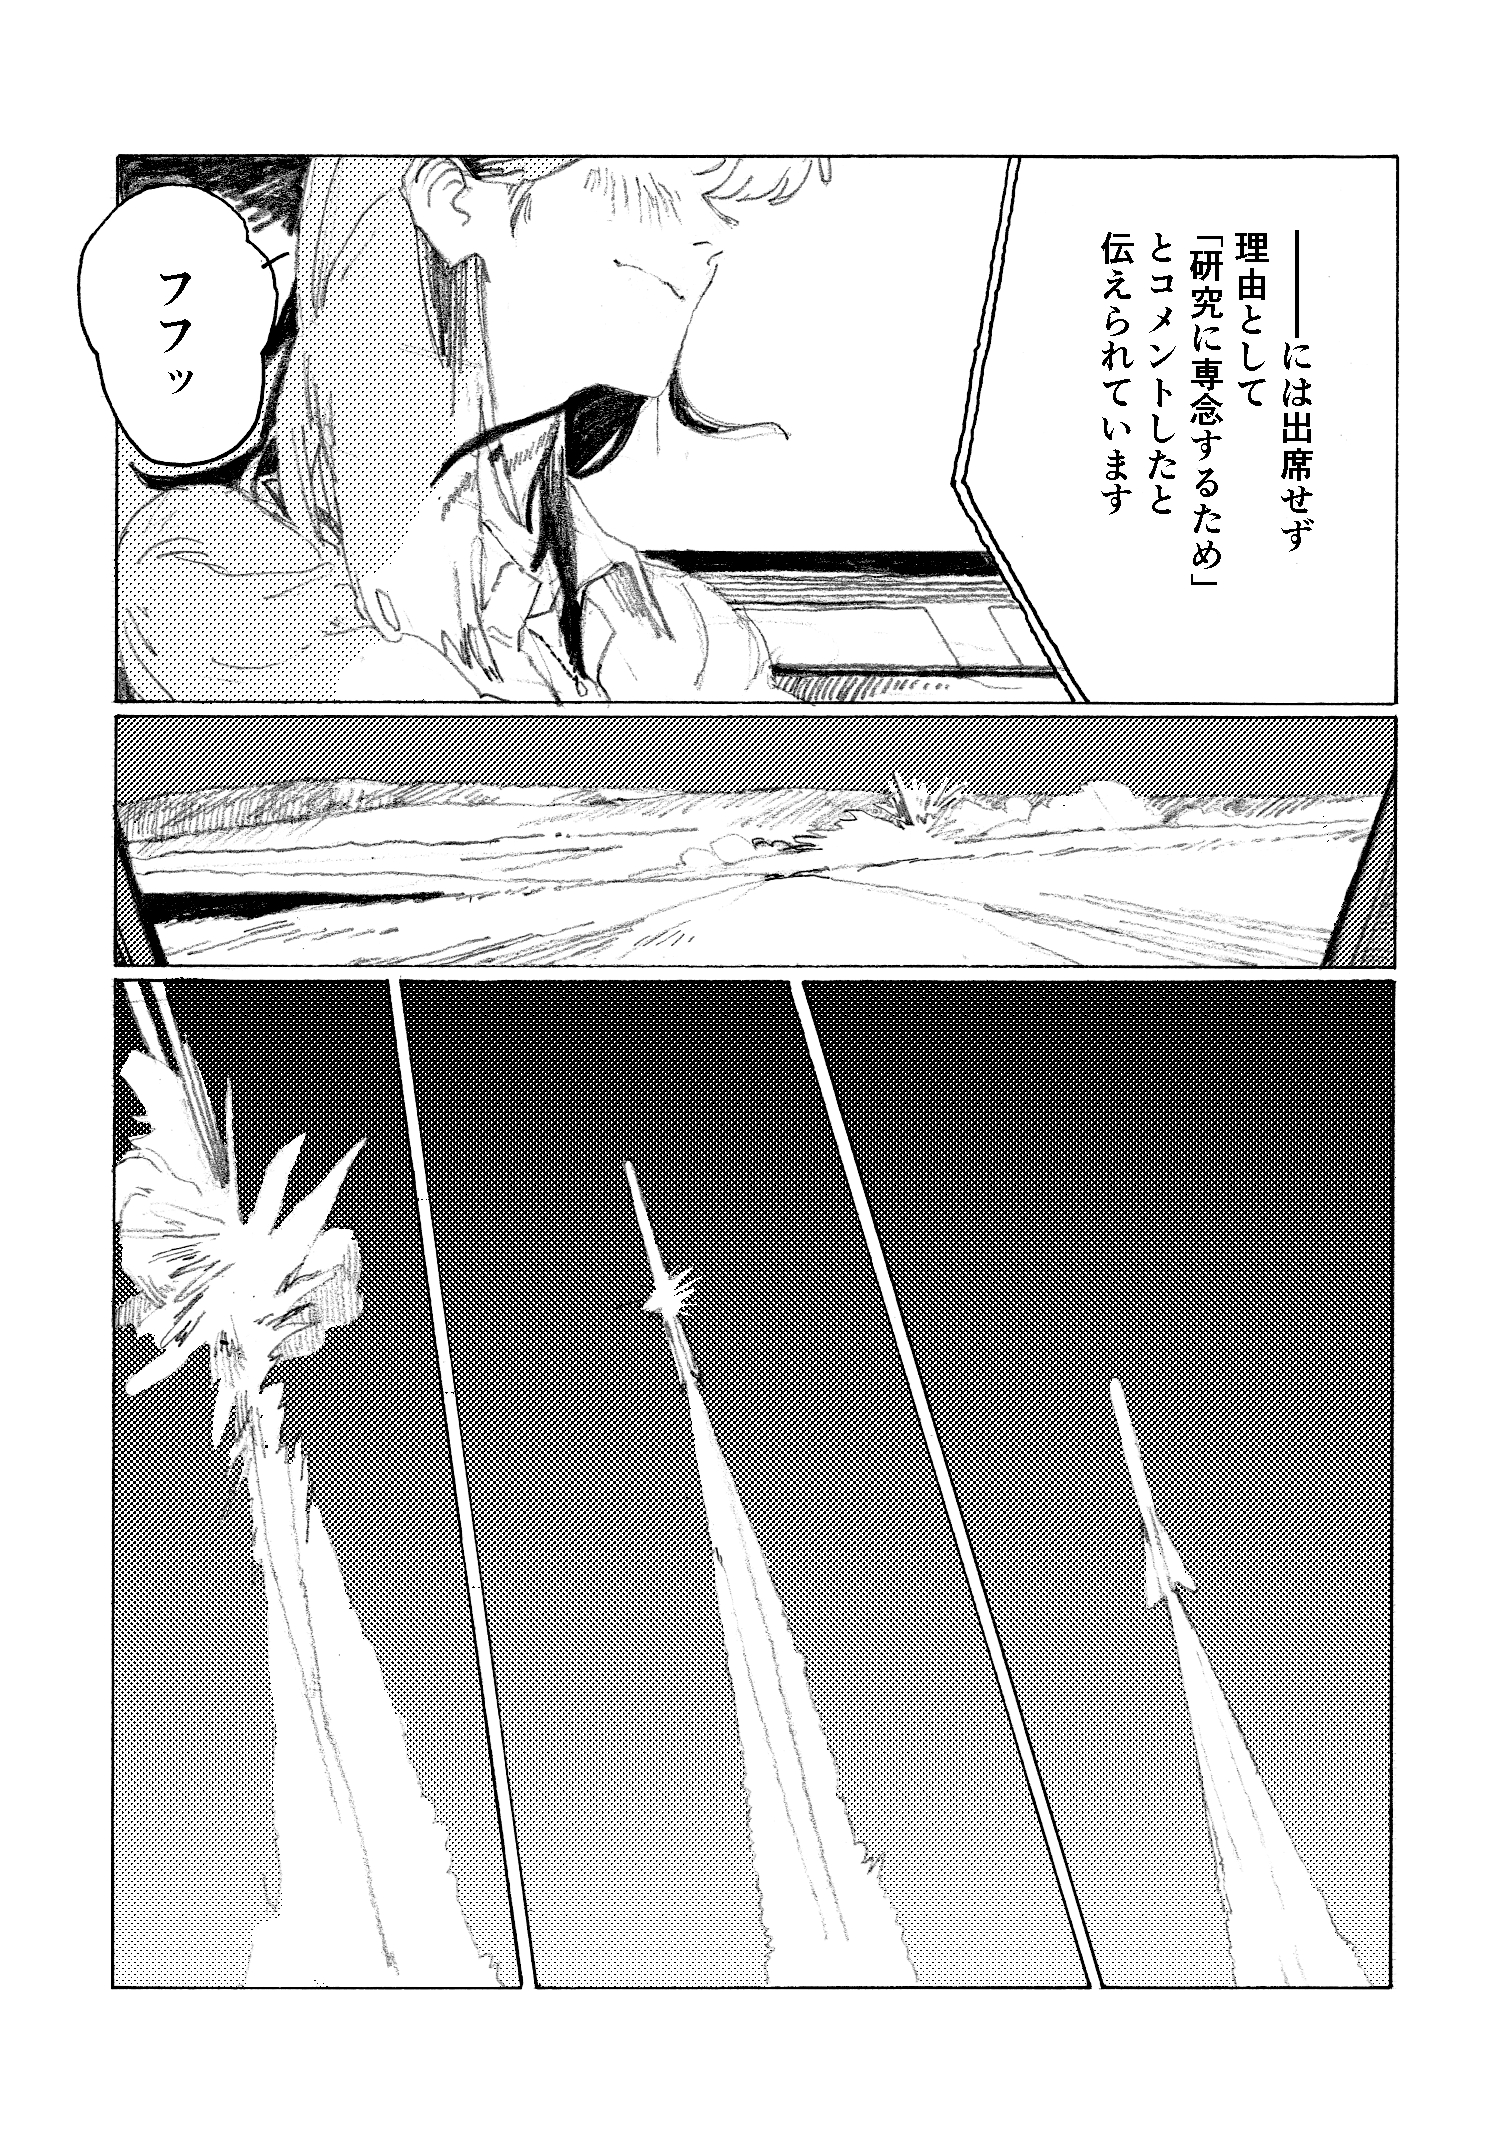 ――には出席せず
理由として
「研究に専念するため」
とコメントしたと
伝えられています
フフッ